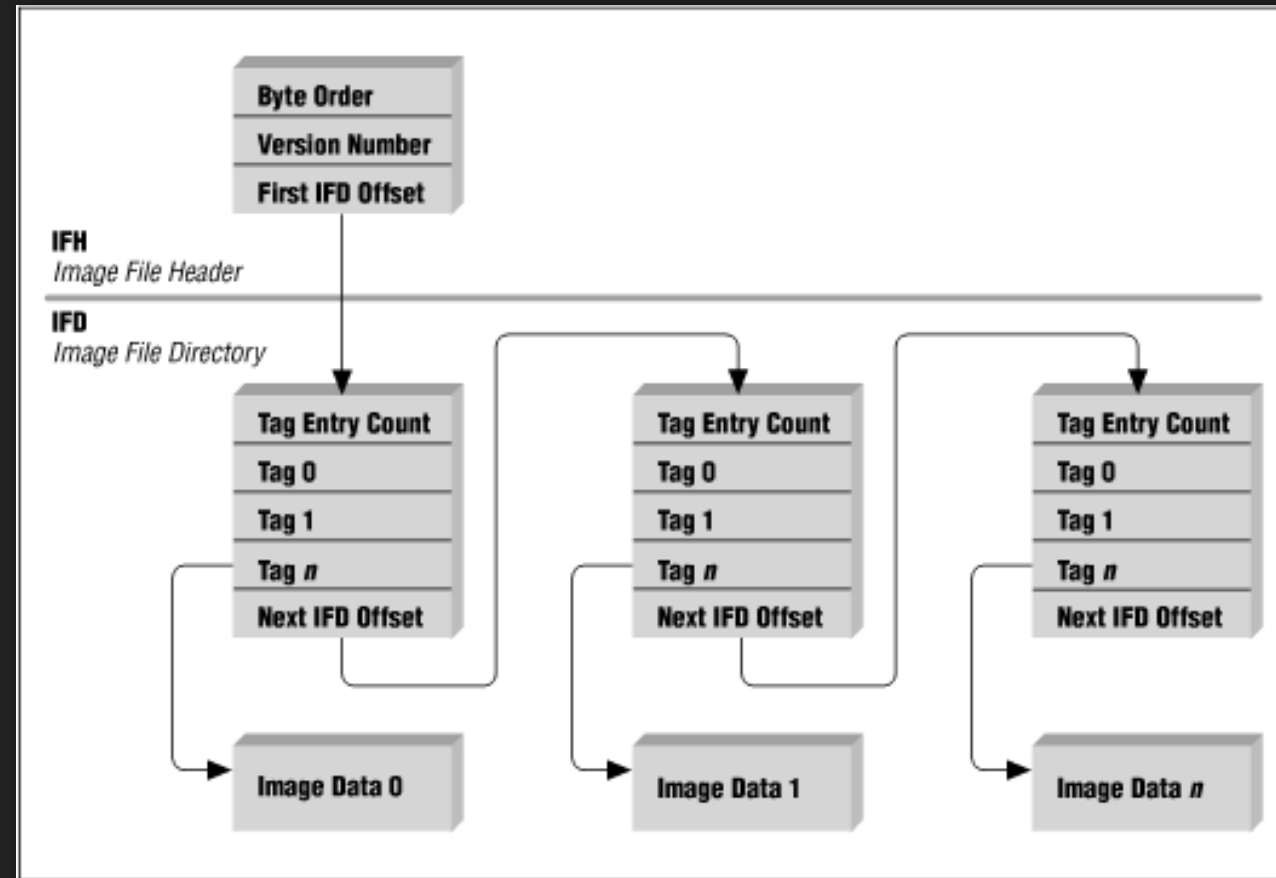 Byte Order
Version Number
First IFD Offset
IFH
Image File Header
IFD
Image File Directory
Tag Entry Count
Tag 0
Tag 1
Tag n
Next IFD Offset
Tag Entry Count
Tag 0
Tag 1
Tag n
Next IFD Offset
Tag Entry Count
Tag 0
Tag 1
Tag n
Next IFD Offset
Image Data 0
Image Data 1
Image Data n